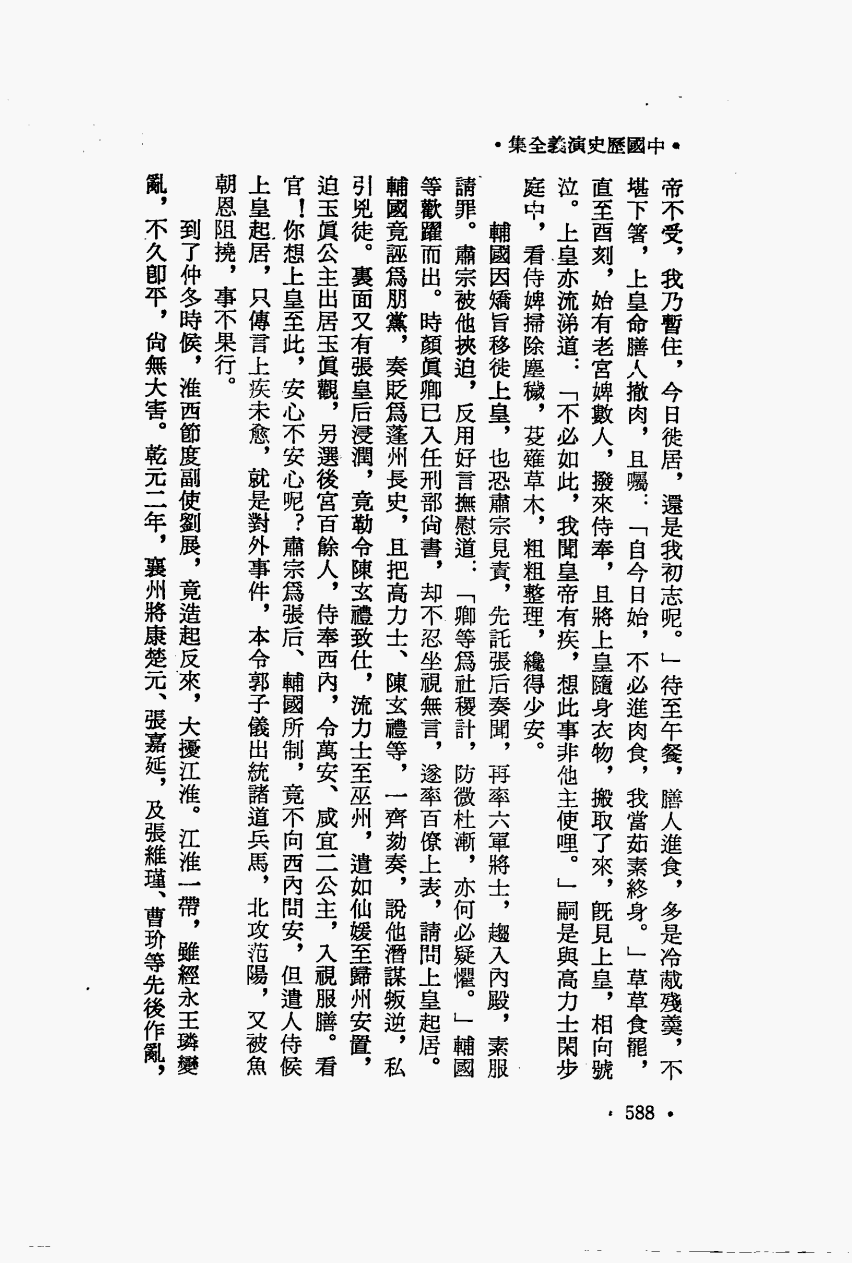 •中國歷史演義全集•
帝不受，我乃暫住，今日徙居，還是我初志呢。」待至午餐，膳人進食，多是冷胾殘羹，不
堪下箸，上皇命膳人撤肉，且囑：「自今日始，不必進肉食，我當茹素終身。」草草食罷，
直至酉刻，始有老宮婢數人，撥來侍奉，且將上皇隨身衣物，搬取了來，旣見上皇，相向號
泣。上皇亦流涕道：「不必如此，我聞皇帝有疾，想此事非他主使哩。」嗣是與高力士閑步
庭中，看侍婢掃除塵穢，芟薙草木，粗粗整理，纔得少安。
輔國因矯旨移徙上皇，也恐肅宗見責，先託張后奏聞，再率六軍將士，趨入內殿，素服
請罪。肅宗被他挾迫，反用好言撫慰道：「卿等爲社稷計，防微杜漸，亦何必疑懼。」輔國
等歡躍而出。時顏眞卿已入任刑部尙書，却不忍坐視無言，遂率百僚上表，請問上皇起居。
輔國竟誣爲朋黨，奏貶爲蓬州長史，且把高力士、陳玄禮等，一齊劾奏，說他潛謀叛逆，私
引兇徒。裏面又有張皇后浸潤，竟勒令陳玄禮致仕，流力士至巫州，遣如仙媛至歸州安置，
迫玉眞公主出居玉眞觀，另選後宮百餘人，侍奉西內，令萬安、咸宜二公主，入視服膳。看
官！你想上皇至此，安心不安心呢？肅宗爲張后、輔國所制，竟不向西內問安，但遣人侍候
上皇起居，只傳言上疾未愈，就是對外事件，本令郭子儀出統諸道兵馬，北攻范陽，又被魚
朝恩阻撓，事不果行。
到了仲冬時候，淮西節度副使劉展，竟造起反來，大擾江淮。江淮一帶，雖經永王璘變
亂，不久卽平，尙無大害。乾元二年，襄州將康楚元、張嘉延，及張維瑾、曹玠等先後作亂，
•588•